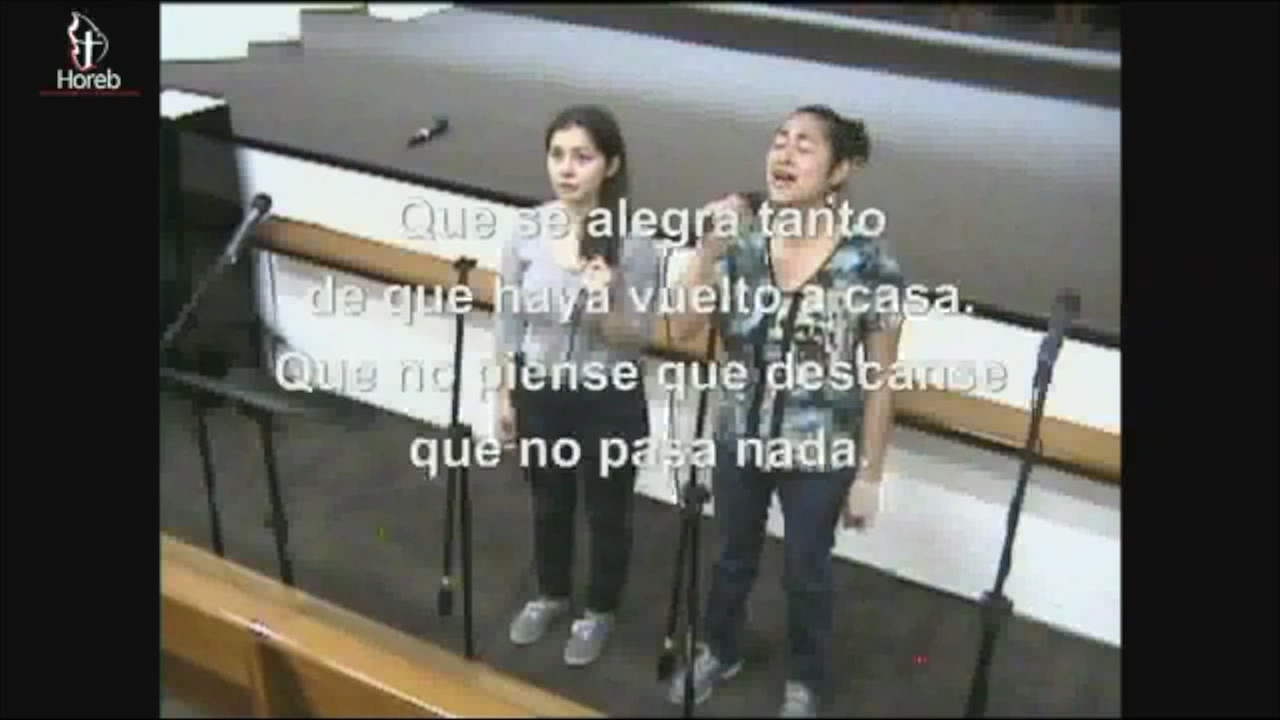 Horeb
Que se alegra tanto
de que haya vuelto a casa.
Que no piense que descanse
que no pasa nada.